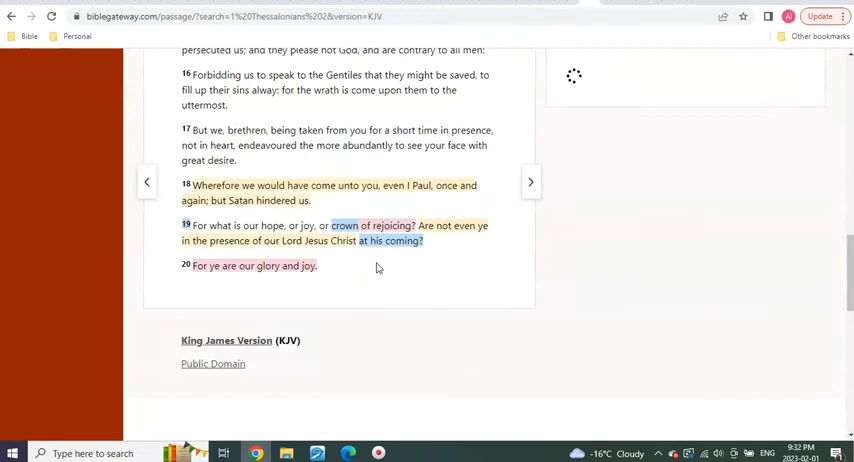 biblegateway.com/passage/?search=1%20Thessalonians%202&version=KJV
AI
Update
Bible
Personal
Other bookmarks
persecuted us; and they please not God, and are contrary to all men:
16 Forbidding us to speak to the Gentiles that they might be saved, to
fill up their sins alway: for the wrath is come upon them to the
uttermost.
17 But we, brethren, being taken from you for a short time in presence,
not in heart, endeavoured the more abundantly to see your face with
great desire.
18 Wherefore we would have come unto you, even I Paul, once and
again; but Satan hindered us.
19 For what is our hope, or joy, or crown of rejoicing? Are not even ye
in the presence of our Lord Jesus Christ at his coming?
20 For ye are our glory and joy.
King James Version (KJV)
Public Domain
Type here to search
-16°C Cloudy
ENG
9:32 PM
2023-02-01